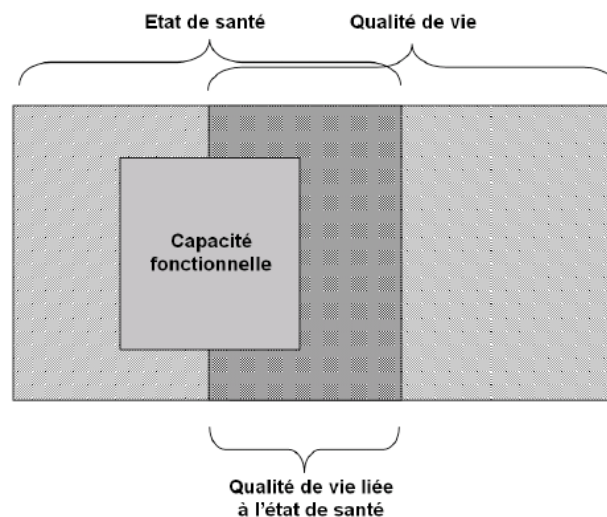 Etat de santé
Qualité de vie
Capacité
fonctionnelle
Qualité de vie liée
à l'état de santé